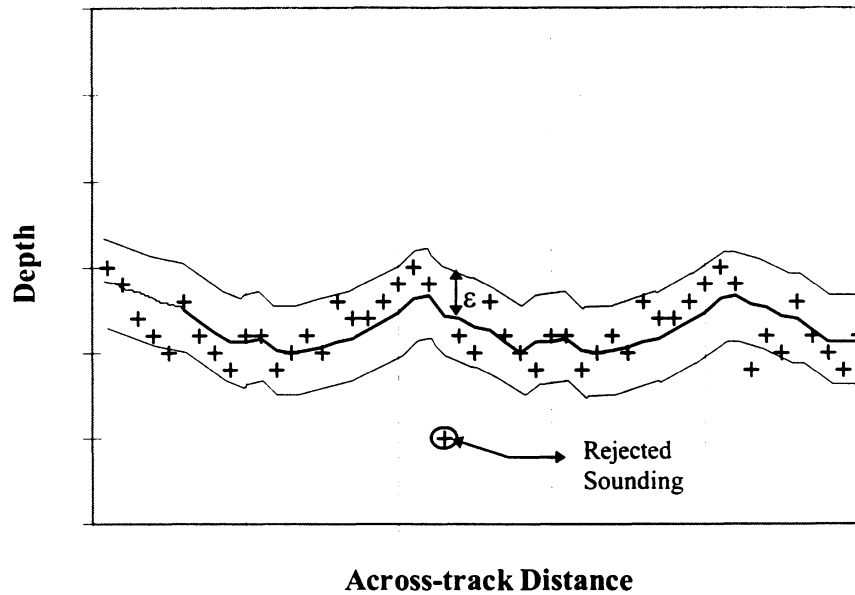 Depth
ε
Rejected
Sounding
Across-track Distance